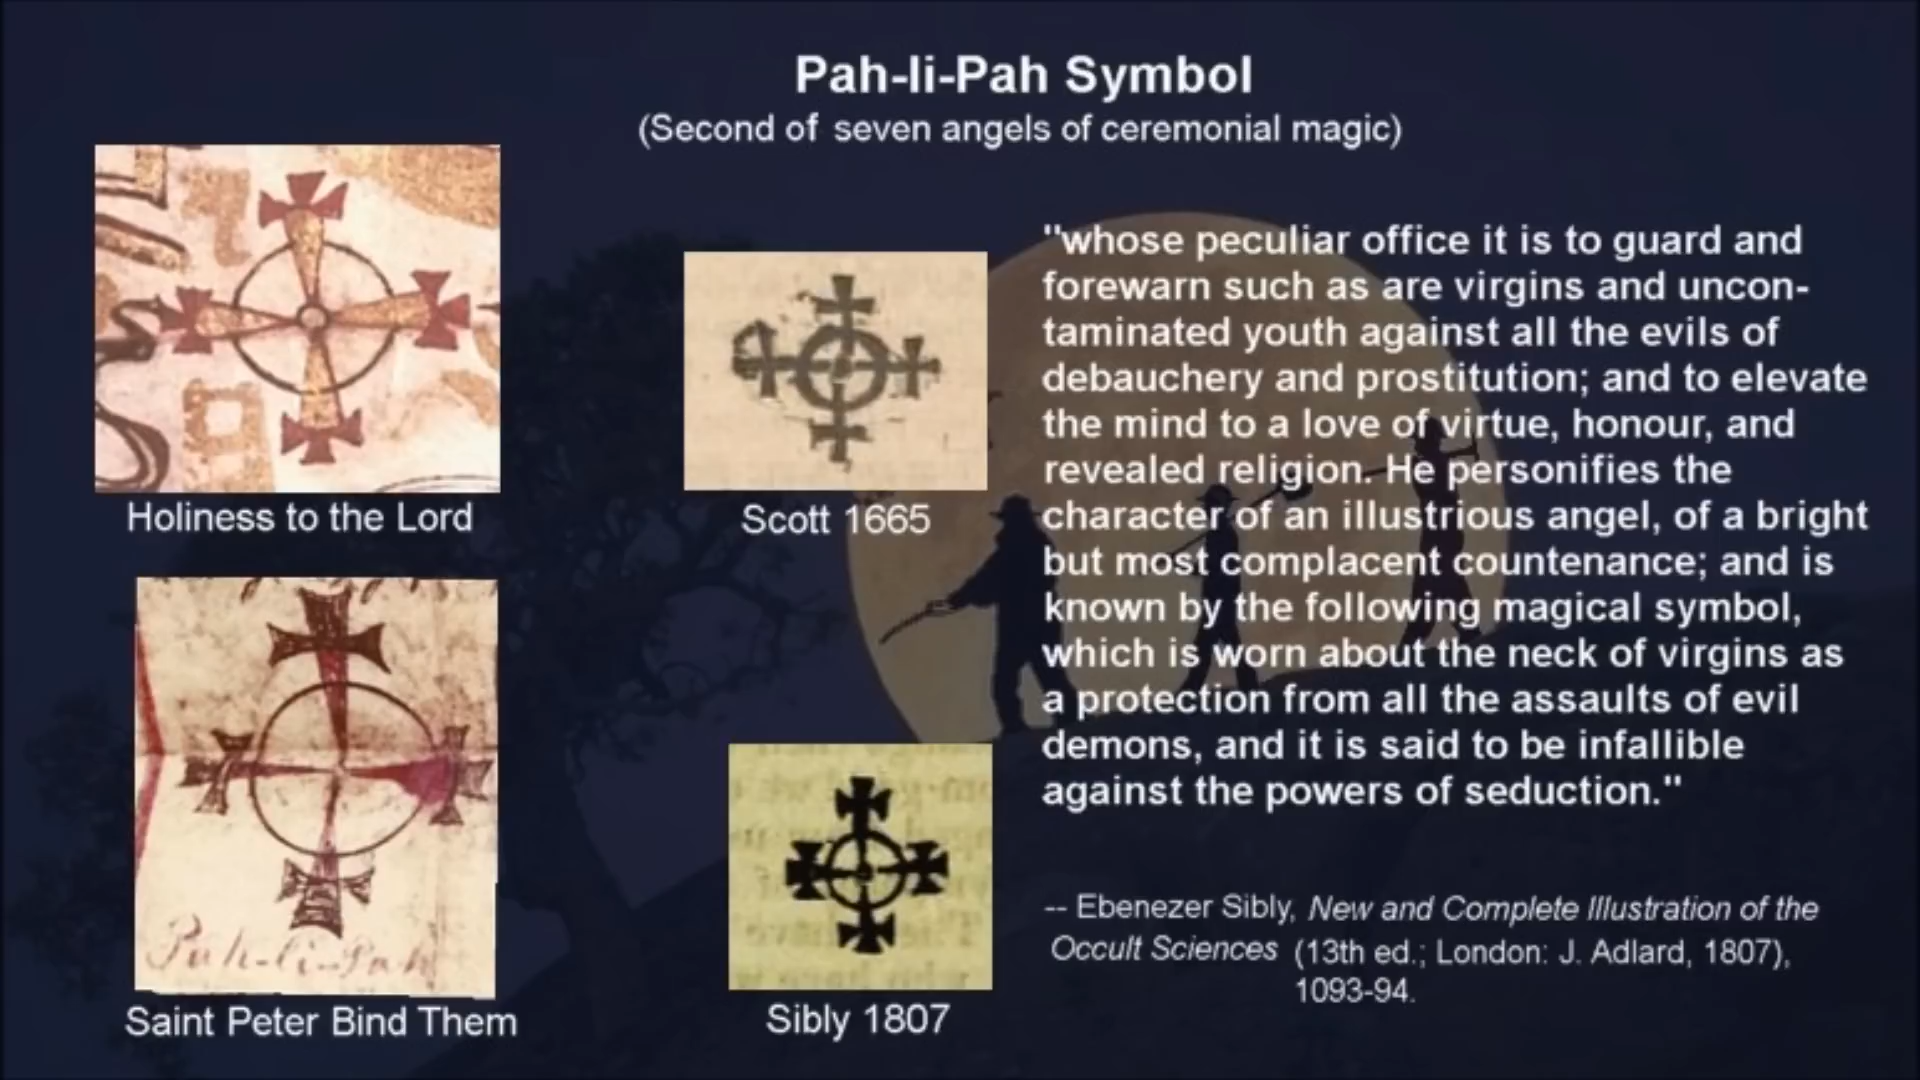 Pah-li-Pah Symbol
(Second of seven angels of ceremonial magic)
Holiness to the Lord
Pah-li-Pah
Saint Peter Bind Them
Scott 1665
Sibly 1807
"whose peculiar office it is to guard and
forewarn such as are virgins and uncon-
taminated youth against all the evils of
debauchery and prostitution; and to elevate
the mind to a love of virtue, honour, and
revealed religion. He personifies the
character of an illustrious angel, of a bright
but most complacent countenance; and is
known by the following magical symbol,
which is worn about the neck of virgins as
a protection from all the assaults of evil
demons, and it is said to be infallible
against the powers of seduction."
-- Ebenezer Sibly, New and Complete Illustration of the
Occult Sciences (13th ed.; London: J. Adlard, 1807),
1093-94.